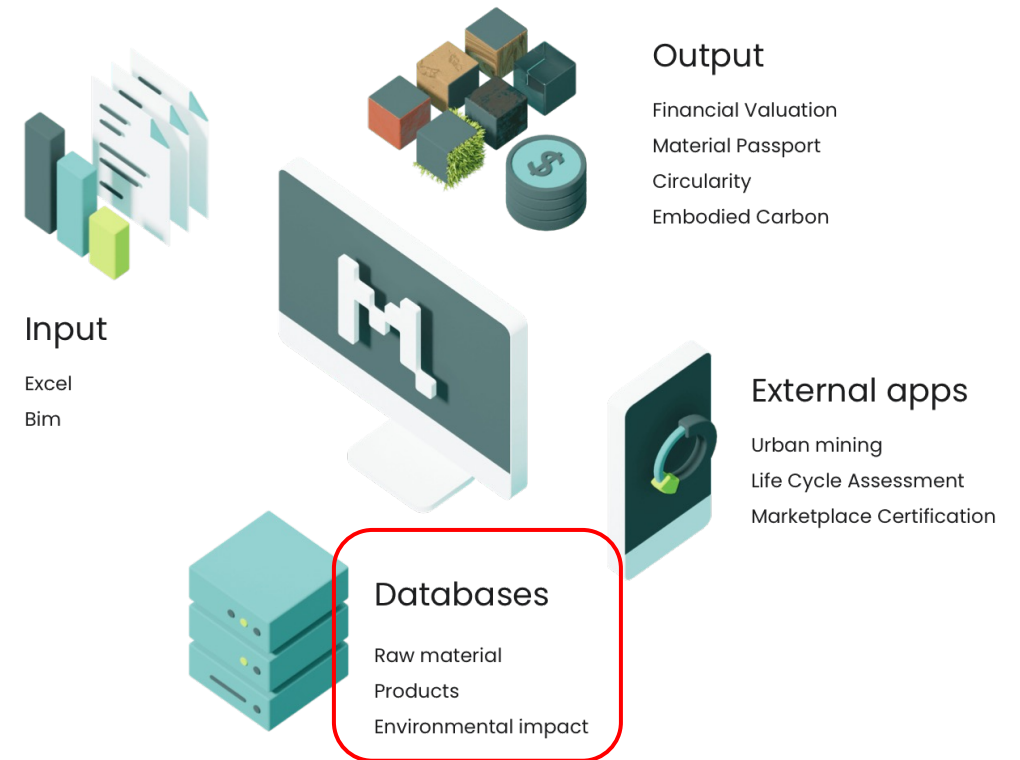 Output
Financial Valuation
Material Passport
Circularity
Embodied Carbon
$
M
Input
Excel
Bim
External apps
Urban mining
Life Cycle Assessment
Marketplace Certification
Databases
Raw material
Products
Environmental impact